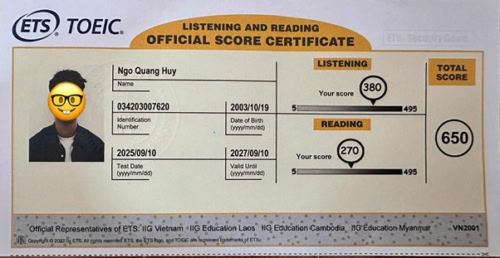 ETS TOEIC
LISTENING AND READING
OFFICIAL SCORE CERTIFICATE
Ngo Quang Huy
Name
034203007620
Identification
Number
2003/10/19
Date of Birth
(yyyy/mm/dd)
2025/09/10
Test Date
(yyyy/mm/dd)
2027/09/10
Valid Until
(yyyy/mm/dd)
LISTENING
Your score
380
5
495
READING
Your score
270
5
495
TOTAL
SCORE
650
Official Representatives of ETS: IIG Vietnam IIG Education Laos IIG Education Cambodia IIG Education Myanmar
VN2001